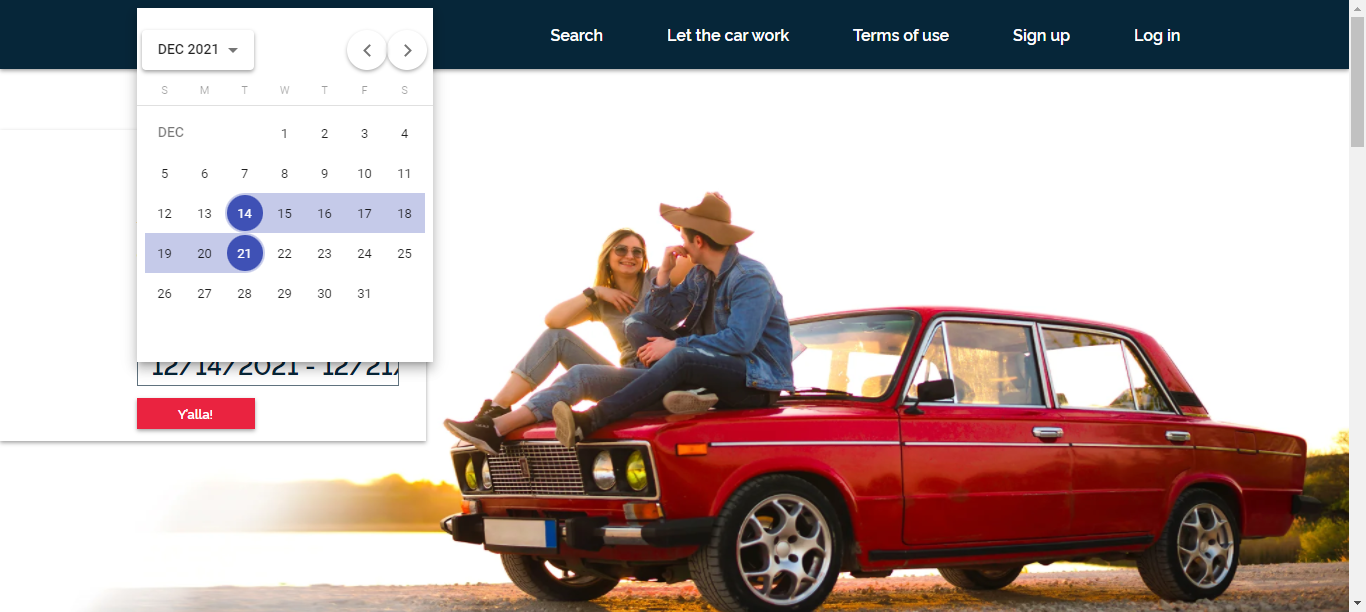 Search Let the car work Terms of use Sign up Log in
DEC 2021
S M T W T F S
DEC 1 2 3 4
5 6 7 8 9 10 11
12 13 14 15 16 17 18
19 20 21 22 23 24 25
26 27 28 29 30 31
12/14/2021 - 12/21/
Y'alla!